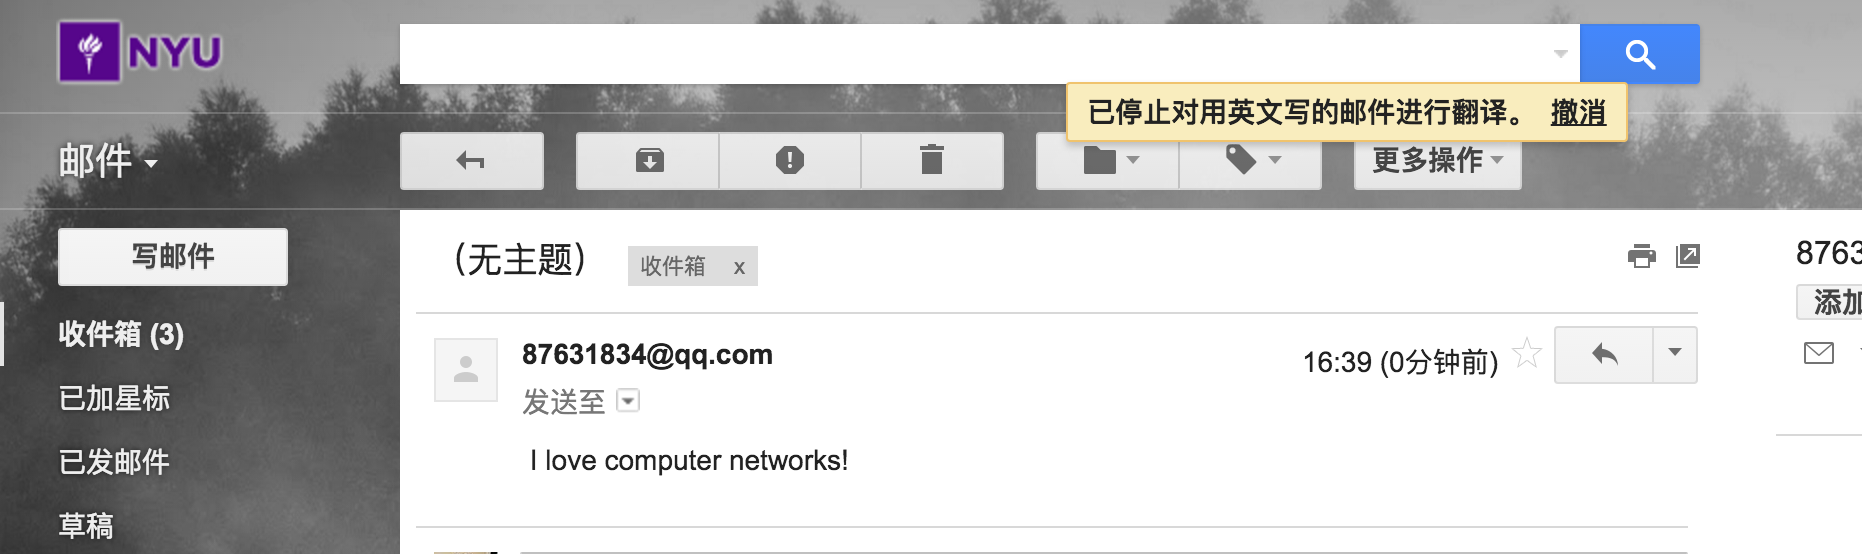 NYU
已停止对用英文写的邮件进行翻译。 撤消
邮件
更多操作
写邮件
(无主题) 收件箱 x
8763
添加
收件箱 (3)
87631834@qq.com 16:39 (0分钟前)
发送至
已加星标
I love computer networks!
已发邮件
草稿